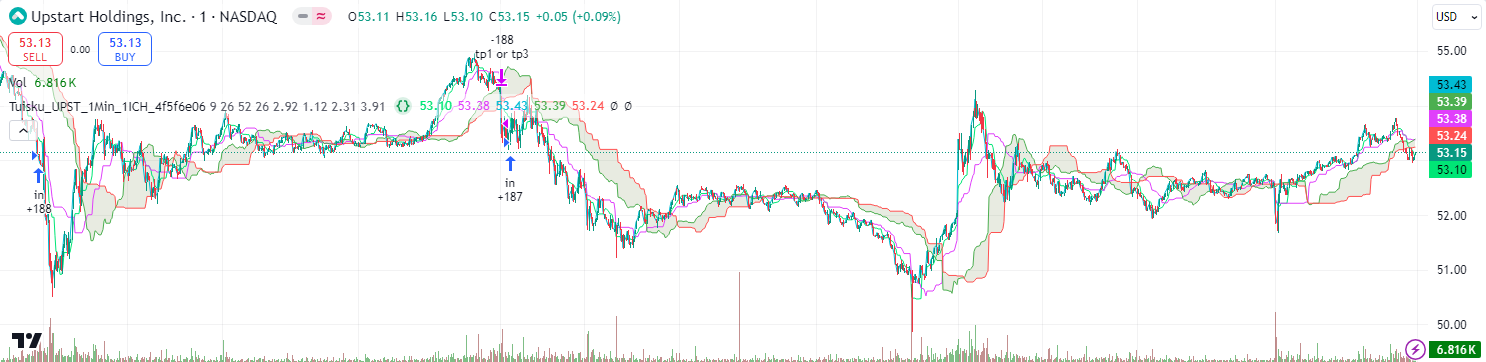 Upstart Holdings, Inc. · 1 · NASDAQ O53.11 H53.16 L53.10 C53.15 +0.05 (+0.09%)
USD
53.13 SELL
0.00
53.13 BUY
Vol 6.816K
Tuisku_UPST_1Min_1ICH_4f5f6e06 9 26 52 26 2.92 1.12 2.31 3.91 {} 53.10 53.38 53.43 53.39 53.24 Ø Ø
-188
tp1 or tp3
in
+188
in
+187
55.00
53.43
53.39
53.38
53.24
53.15
53.10
52.00
51.00
50.00
6.816K